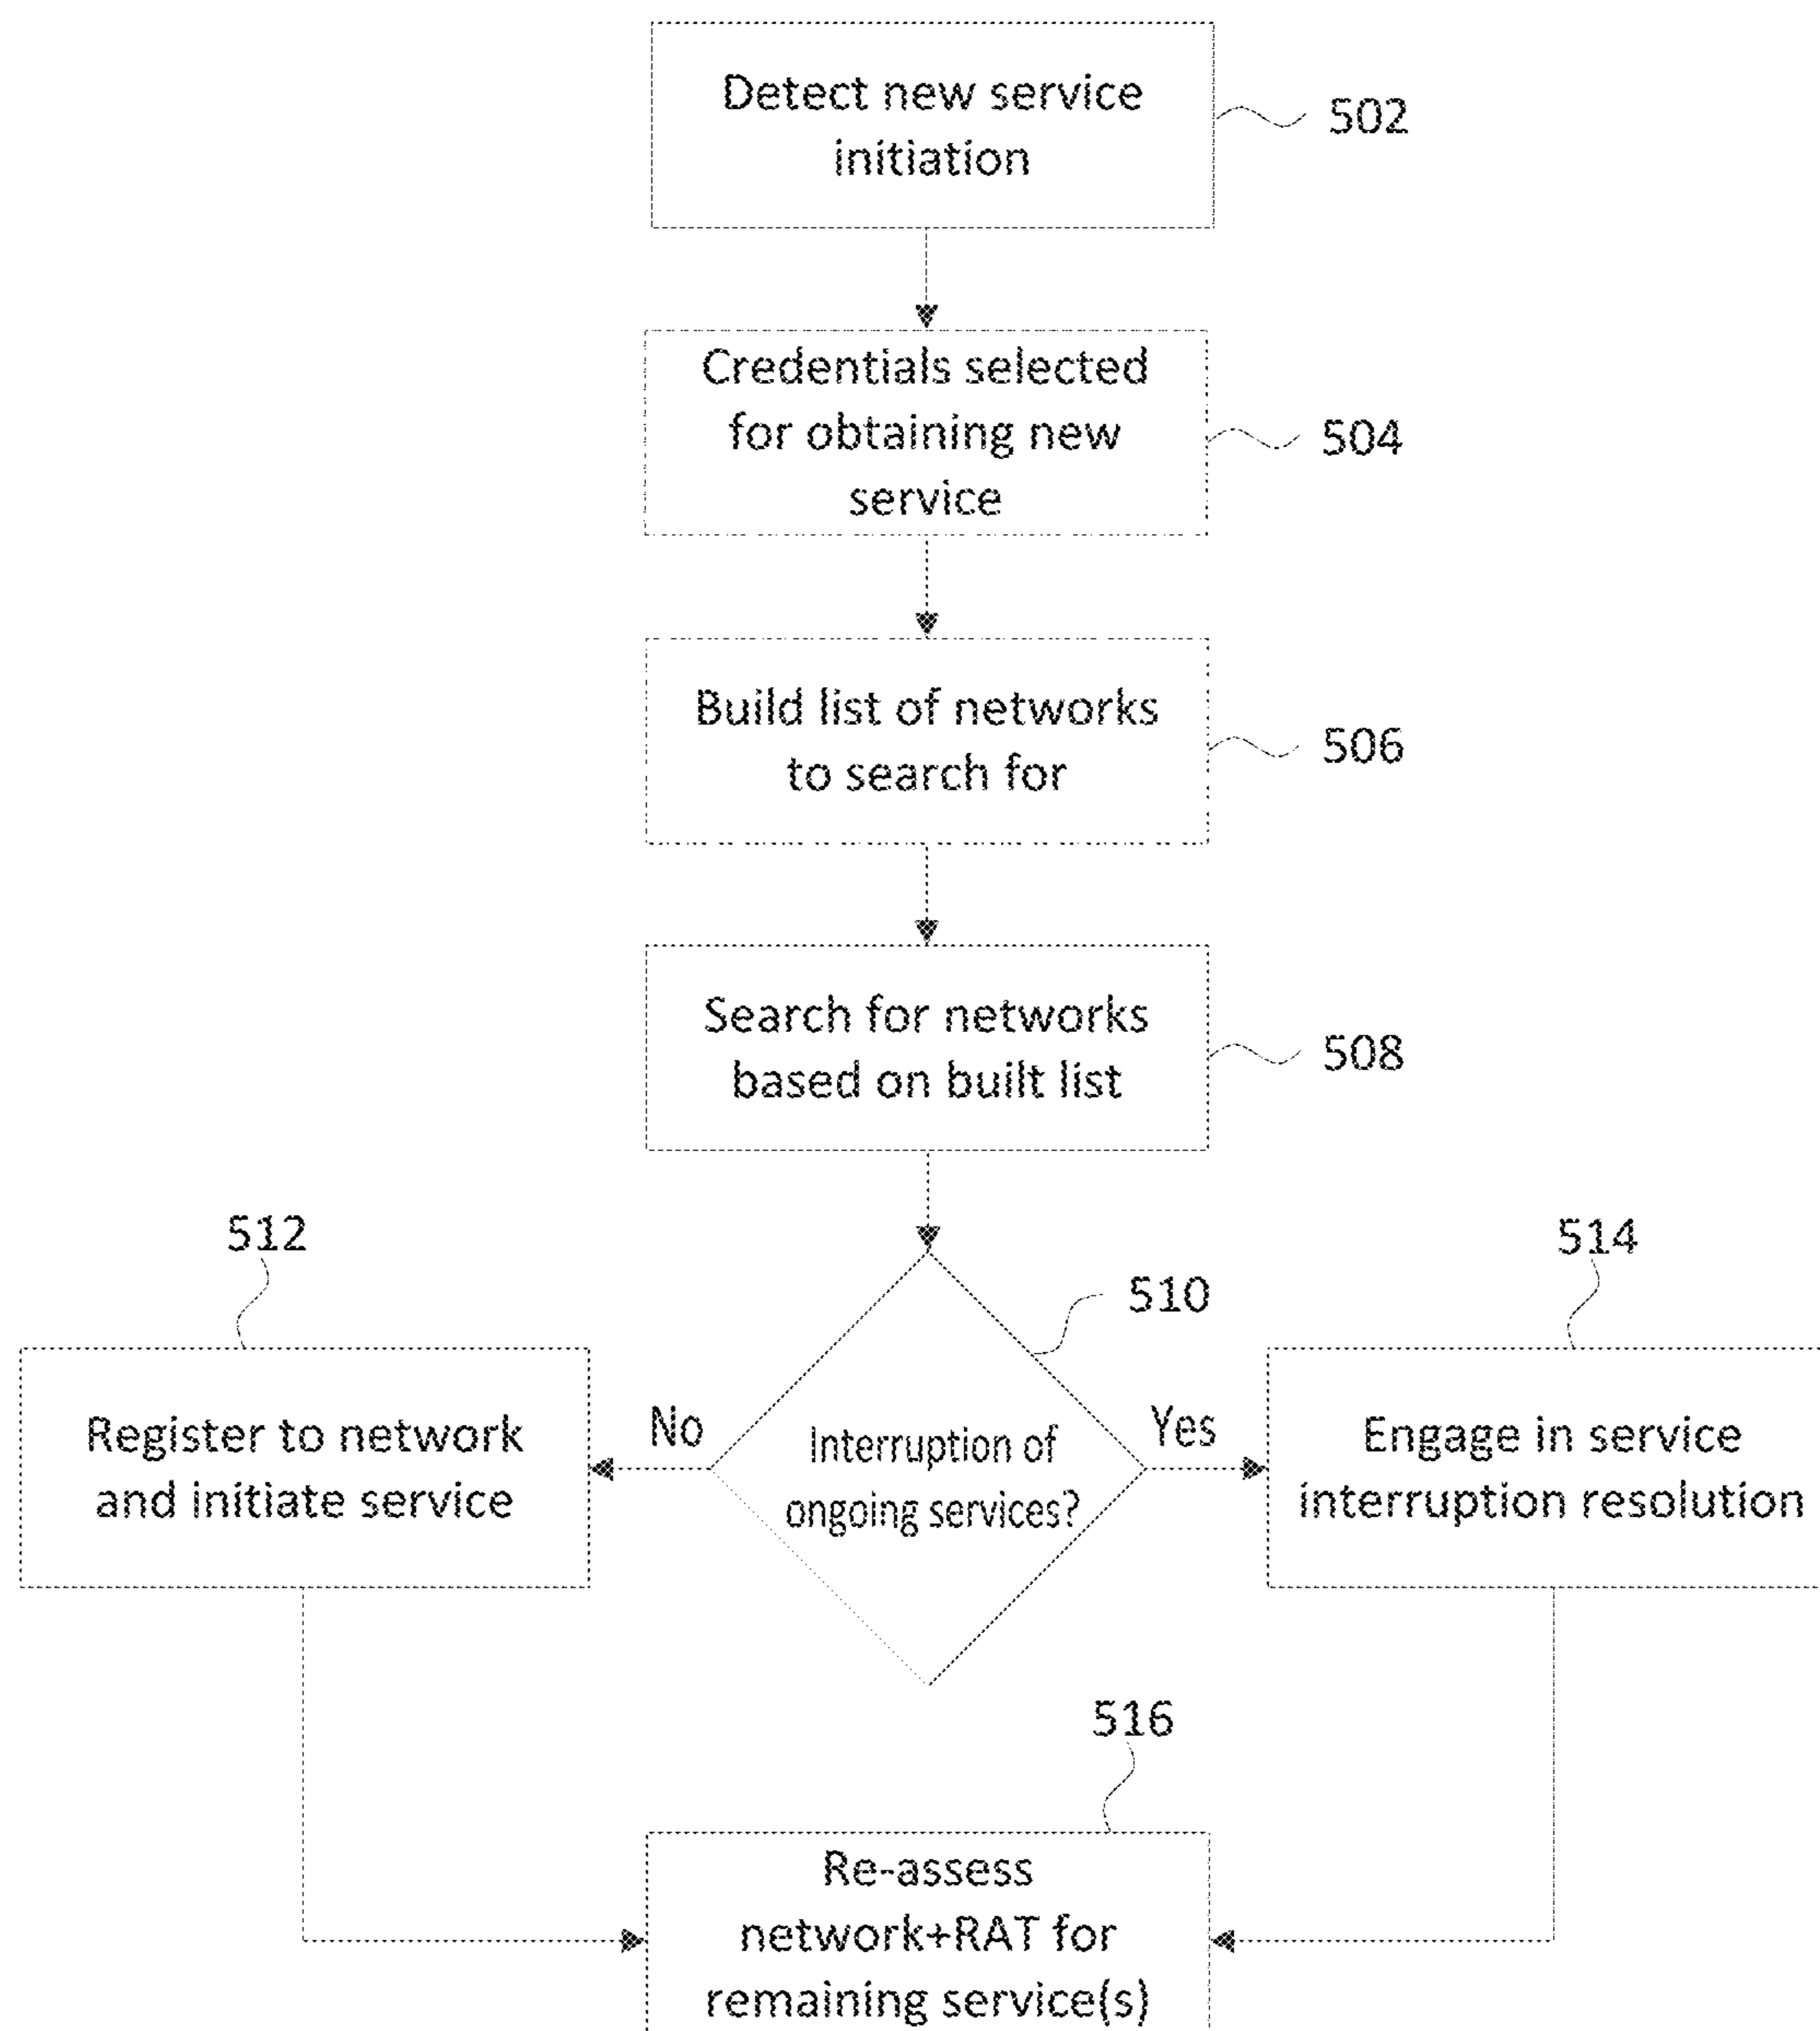 Detect new service
initiation
502
Credentials selected
for obtaining new
service
504
Build list of networks
to search for
506
Search for networks
based on built list
508
512
514
510
Register to network
and initiate service
No
Interruption of
ongoing services?
Yes
Engage in service
interruption resolution
516
Re-assess
network+RAT for
remaining service(s)